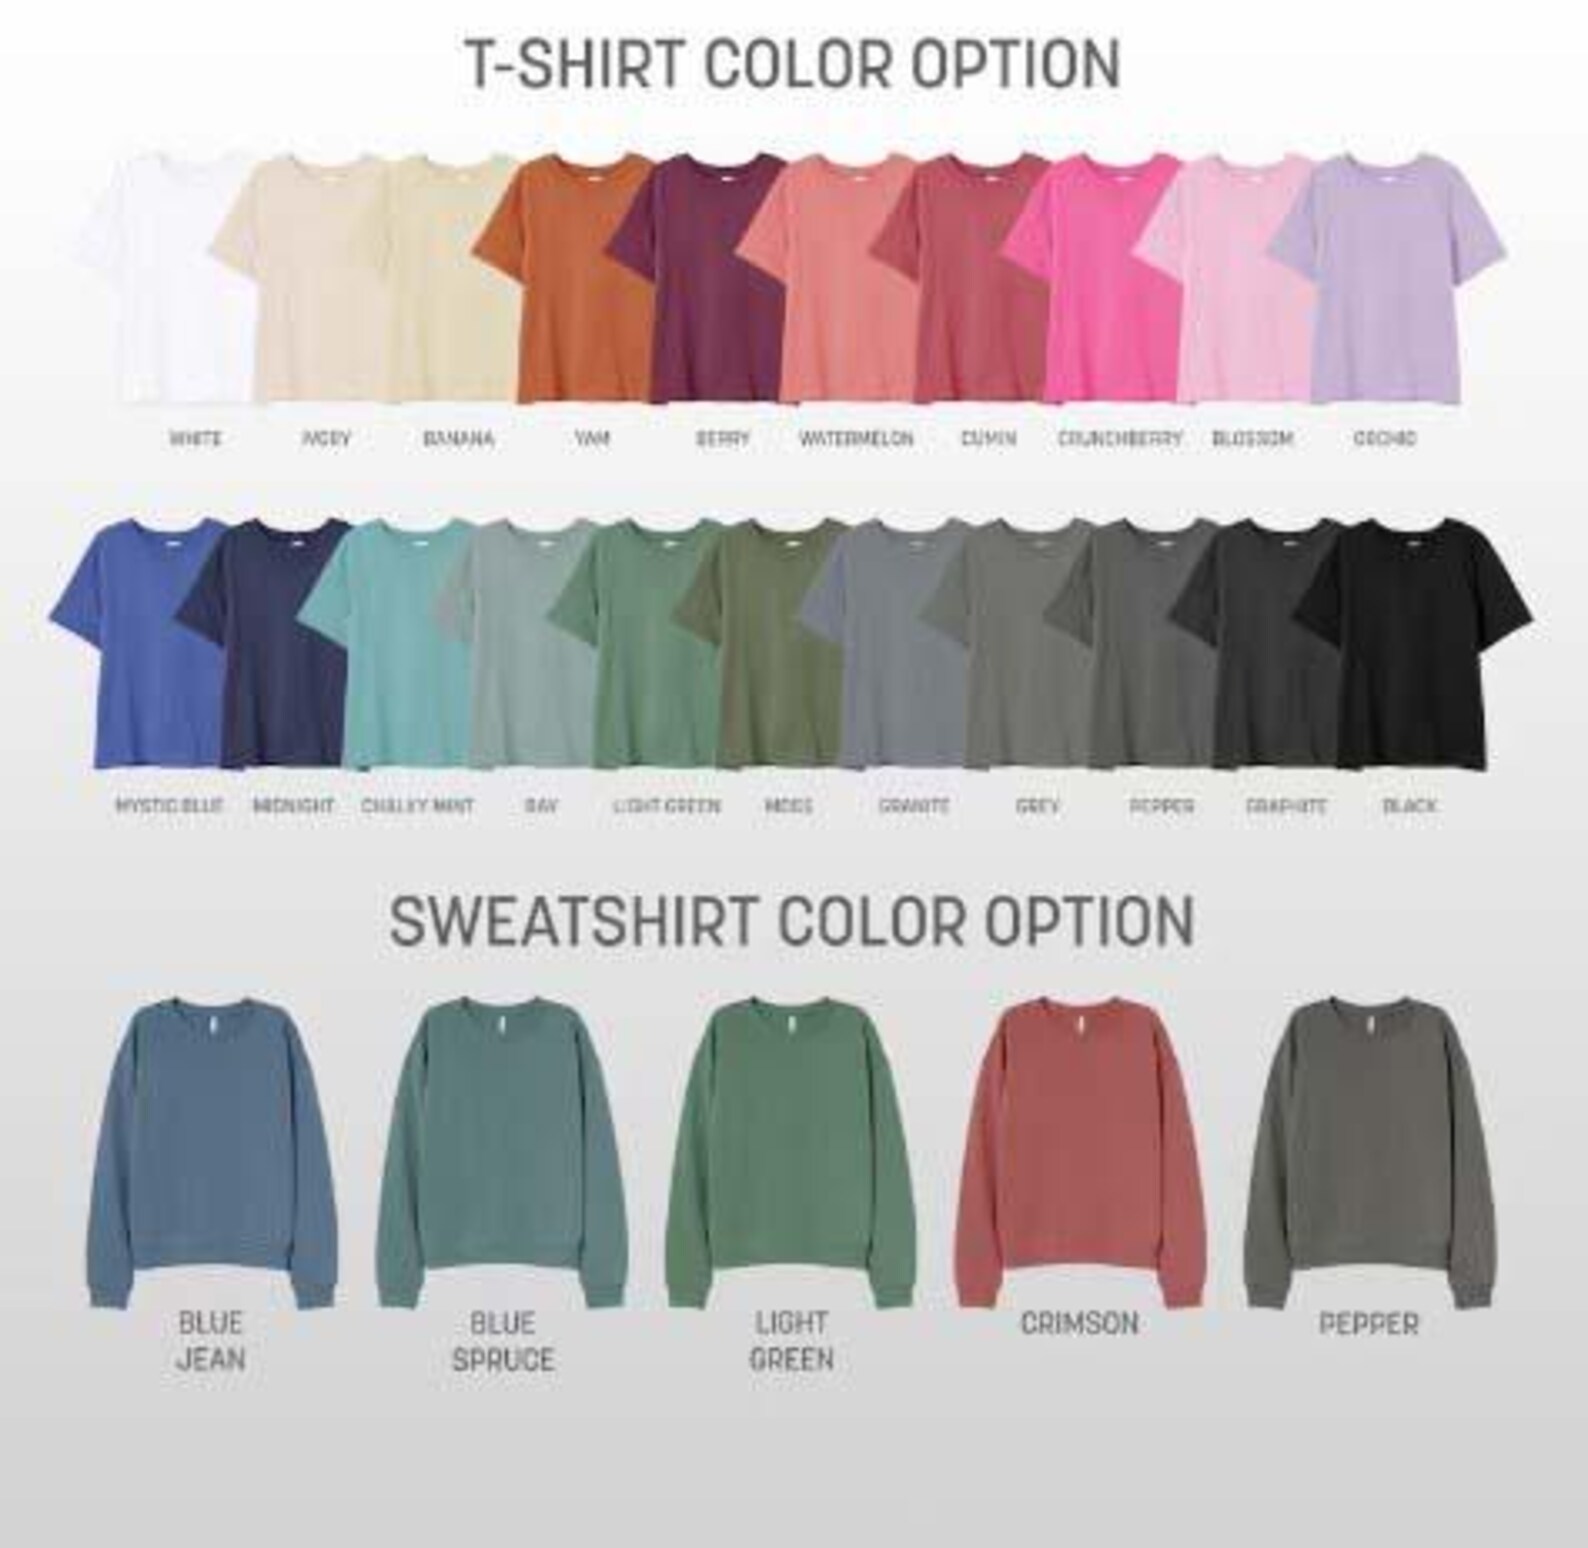 T-SHIRT COLOR OPTION
WHITE IVORY BANANA YAM BERRY WATERMELON CUMIN CRUNCHBERRY BLOSSOM ORCHID
MYSTIC BLUE MIDNIGHT CHALKY MINT BAY LIGHT GREEN MOSS GRANITE GREY PEPPER GRAPHITE BLACK
SWEATSHIRT COLOR OPTION
BLUE
JEAN
BLUE
SPRUCE
LIGHT
GREEN
CRIMSON
PEPPER